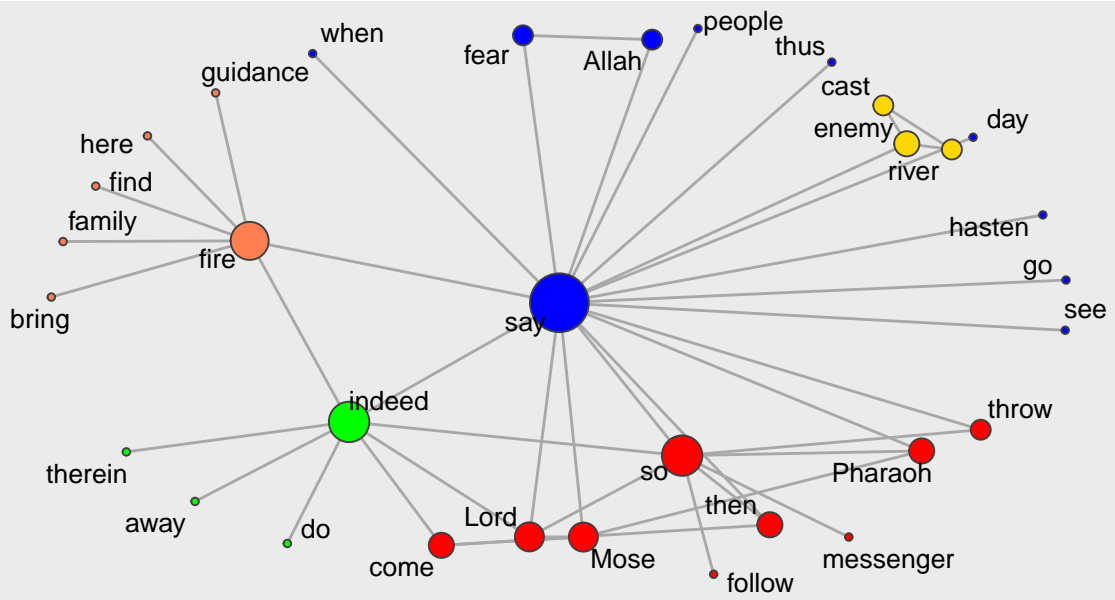 when
fear
Allah
people
thus
guidance
cast
here
enemy
day
find
river
family
hasten
fire
go
bring
say
see
indeed
throw
therein
so
Pharaoh
away
do
Lord
then
come
Mose
messenger
follow